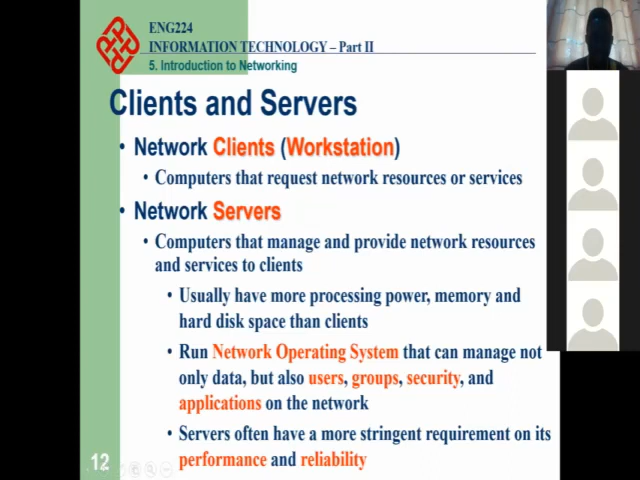 ENG224
INFORMATION TECHNOLOGY – Part II
5. Introduction to Networking
Clients and Servers
• Network Clients (Workstation)
• Computers that request network resources or services
• Network Servers
• Computers that manage and provide network resources
and services to clients
• Usually have more processing power, memory and
hard disk space than clients
• Run Network Operating System that can manage not
only data, but also users, groups, security, and
applications on the network
• Servers often have a more stringent requirement on its
performance and reliability
12